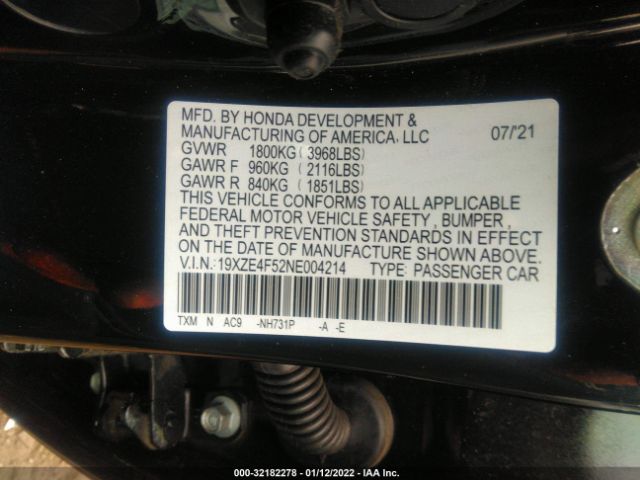 MFD. BY HONDA DEVELOPMENT &
MANUFACTURING OF AMERICA, LLC 07/'21
GVWR 1800KG ( 3968LBS)
GAWR F 960KG ( 2116LBS)
GAWR R 840KG ( 1851LBS)
THIS VEHICLE CONFORMS TO ALL APPLICABLE
FEDERAL MOTOR VEHICLE SAFETY , BUMPER ,
AND THEFT PREVENTION STANDARDS IN EFFECT
ON THE DATE OF MANUFACTURE SHOWN ABOVE.
V.I.N.: 19XZE4F52NE004214 TYPE: PASSENGER CAR
TXM N AC9 -NH731P -A -E
000-32182278 - 01/12/2022 - IAA Inc.